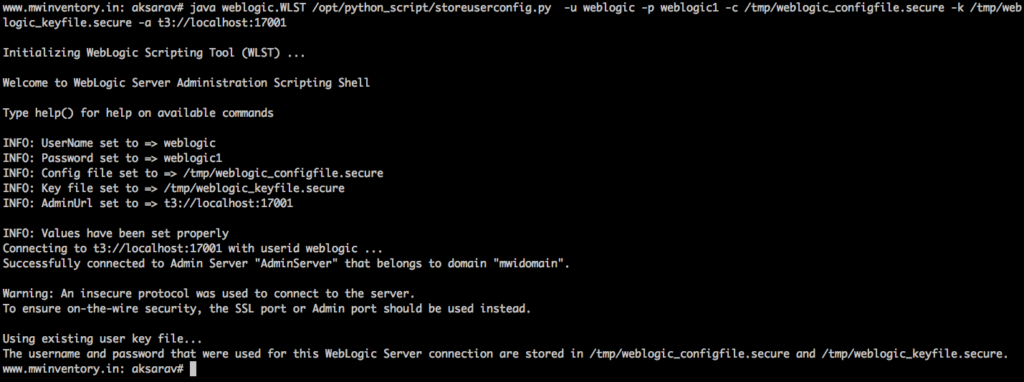 www.mwinventory.in: aksarav# java weblogic.WLST /opt/python_script/storeuserconfig.py  -u weblogic -p weblogic1 -c /tmp/weblogic_configfile.secure -k /tmp/web
logic_keyfile.secure -a t3://localhost:17001
Initializing WebLogic Scripting Tool (WLST) ...
Welcome to WebLogic Server Administration Scripting Shell
Type help() for help on available commands
INFO: UserName set to => weblogic
INFO: Password set to => weblogic1
INFO: Config file set to => /tmp/weblogic_configfile.secure
INFO: Key file set to => /tmp/weblogic_keyfile.secure
INFO: AdminUrl set to => t3://localhost:17001
INFO: Values have been set properly
Connecting to t3://localhost:17001 with userid weblogic ...
Successfully connected to Admin Server "AdminServer" that belongs to domain "mwidomain".
Warning: An insecure protocol was used to connect to the server.
To ensure on-the-wire security, the SSL port or Admin port should be used instead.
Using existing user key file...
The username and password that were used for this WebLogic Server connection are stored in /tmp/weblogic_configfile.secure and /tmp/weblogic_keyfile.secure.
www.mwinventory.in: aksarav#